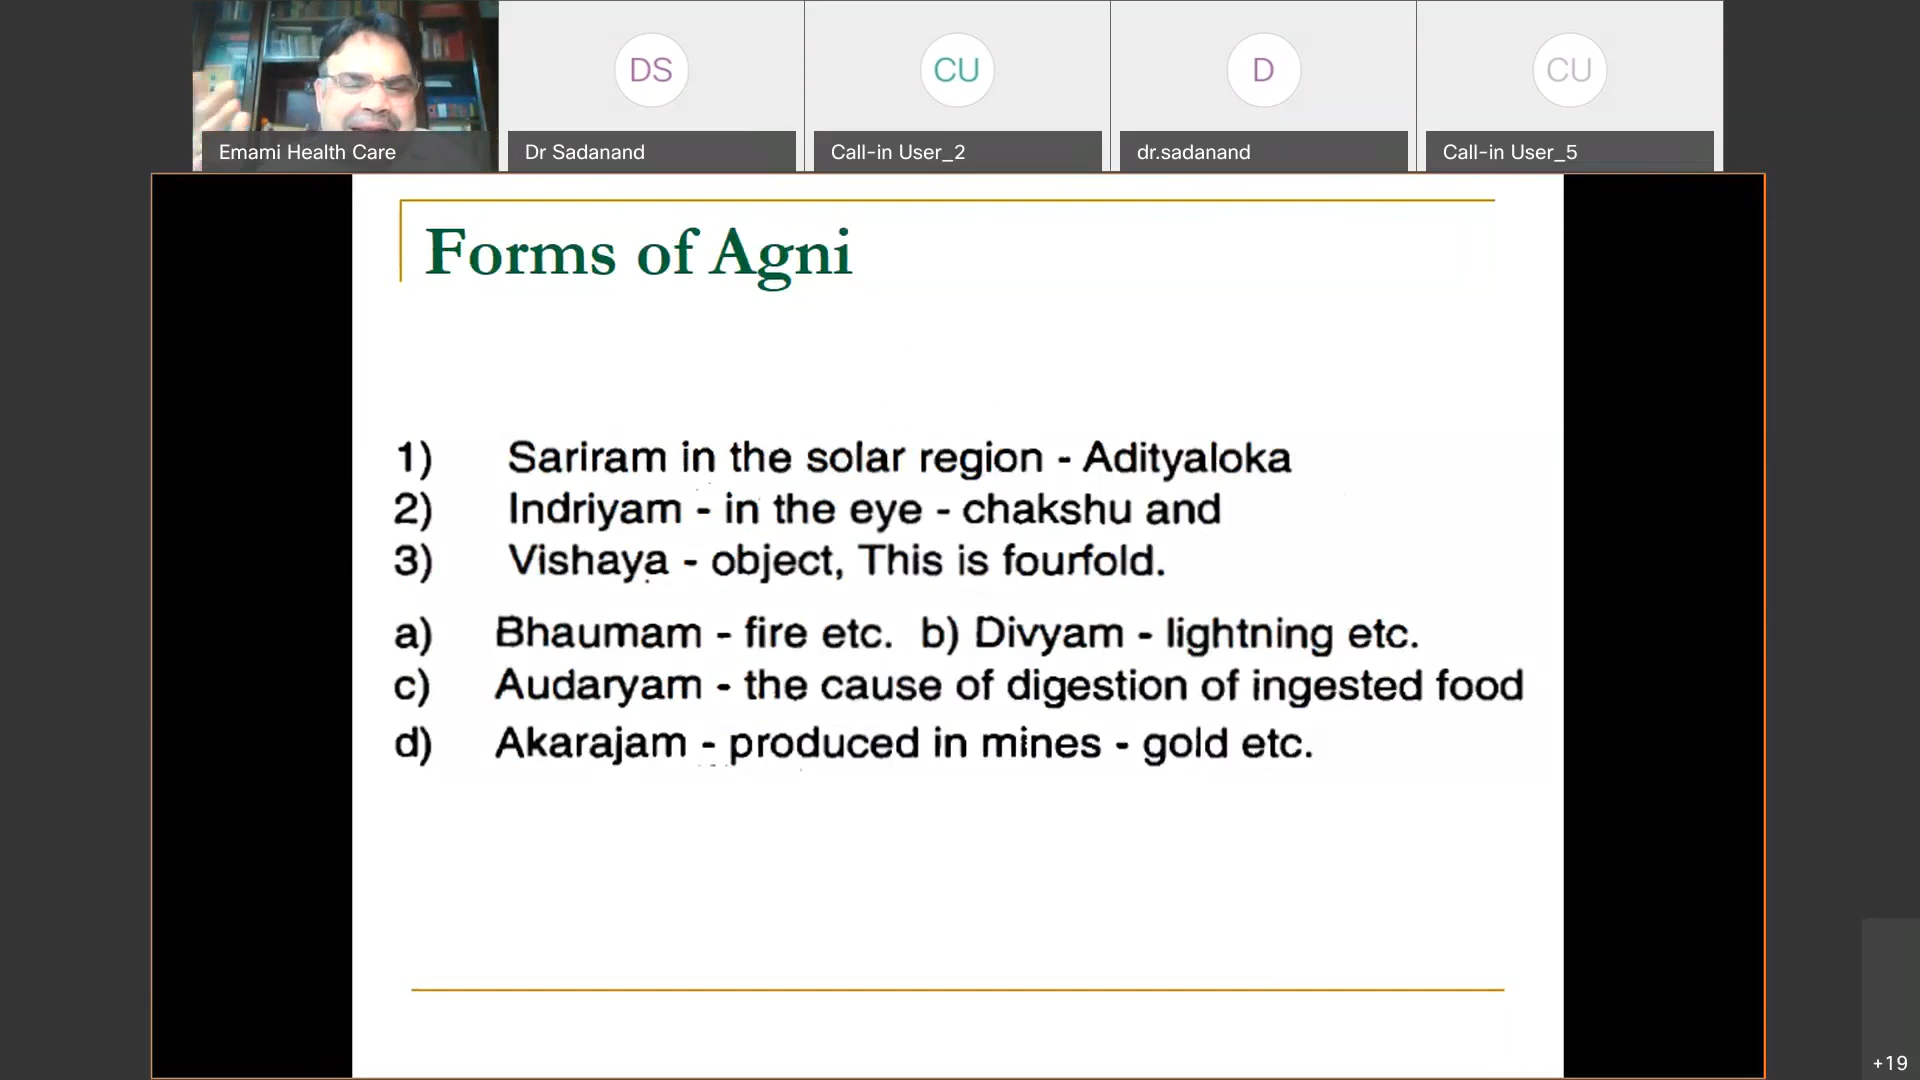 DS
CU
D
CU
Emami Health Care
Dr Sadanand
Call-in User_2
dr.sadanand
Call-in User_5
Forms of Agni
1) Sariram in the solar region - Adityaloka
2) Indriyam - in the eye - chakshu and
3) Vishaya - object, This is fourfold.
a) Bhaumam - fire etc. b) Divyam - lightning etc.
c) Audaryam - the cause of digestion of ingested food
d) Akarajam - produced in mines - gold etc.
+19